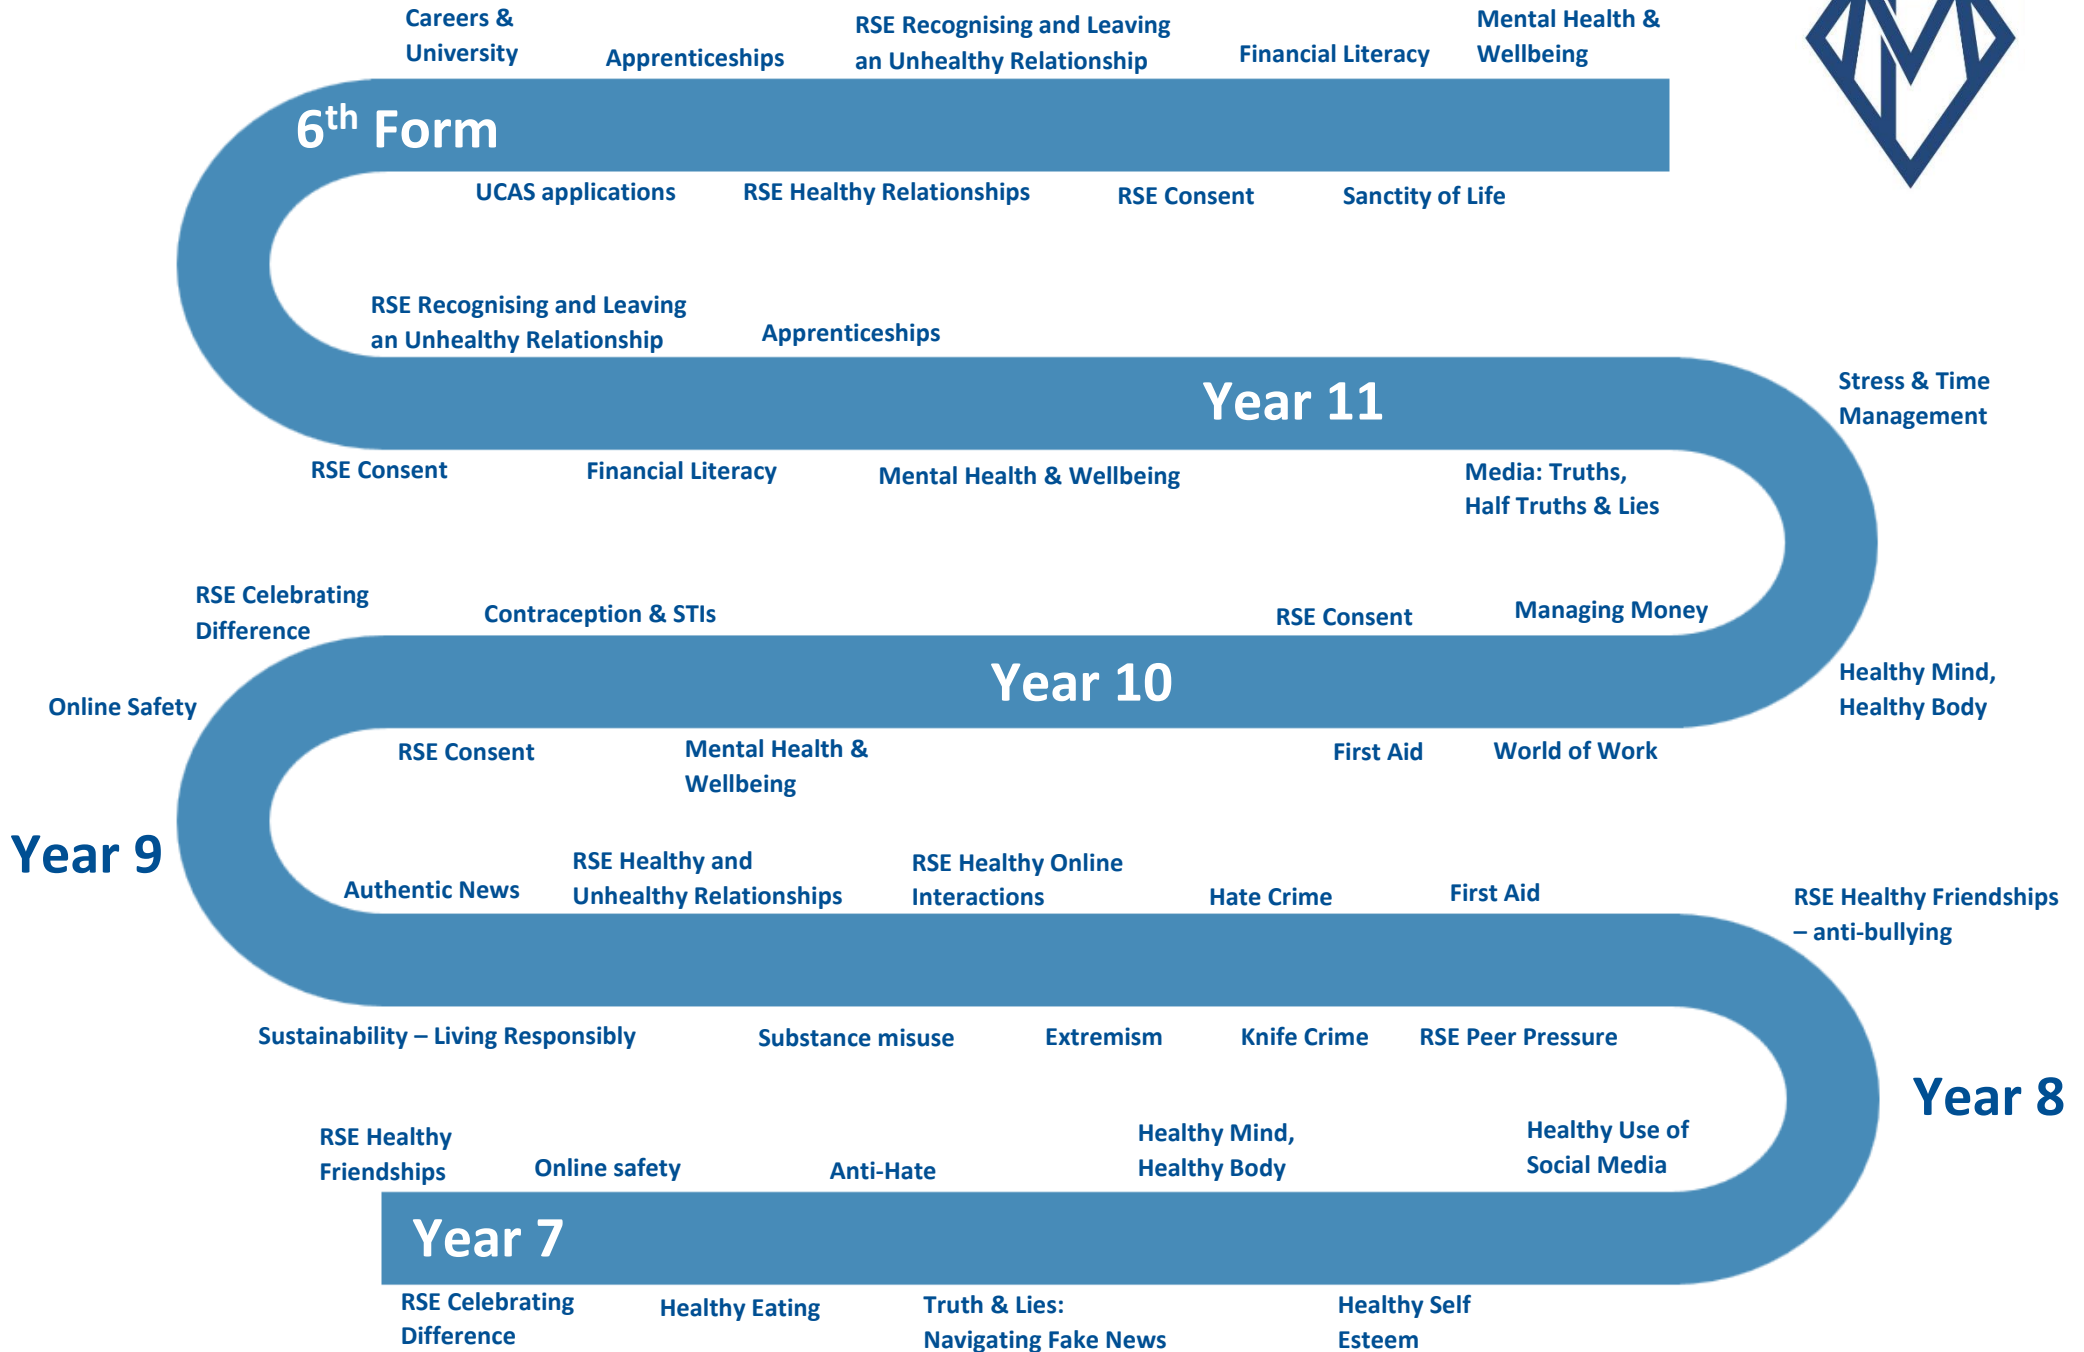 Careers &
University
Apprenticeships
RSE Recognising and Leaving
an Unhealthy Relationship
Financial Literacy
Mental Health &
Wellbeing
6th Form
UCAS applications
RSE Healthy Relationships
RSE Consent
Sanctity of Life
RSE Recognising and Leaving
an Unhealthy Relationship
Apprenticeships
Year 11
Stress & Time
Management
RSE Consent
Financial Literacy
Mental Health & Wellbeing
Media: Truths,
Half Truths & Lies
RSE Celebrating
Difference
Contraception & STIs
RSE Consent
Managing Money
Online Safety
Year 10
Healthy Mind,
Healthy Body
RSE Consent
Mental Health &
Wellbeing
First Aid
World of Work
Year 9
Authentic News
RSE Healthy and
Unhealthy Relationships
RSE Healthy Online
Interactions
Hate Crime
First Aid
RSE Healthy Friendships
– anti-bullying
Sustainability – Living Responsibly
Substance misuse
Extremism
Knife Crime
RSE Peer Pressure
Year 8
RSE Healthy
Friendships
Online safety
Anti-Hate
Healthy Mind,
Healthy Body
Healthy Use of
Social Media
Year 7
RSE Celebrating
Difference
Healthy Eating
Truth & Lies:
Navigating Fake News
Healthy Self
Esteem